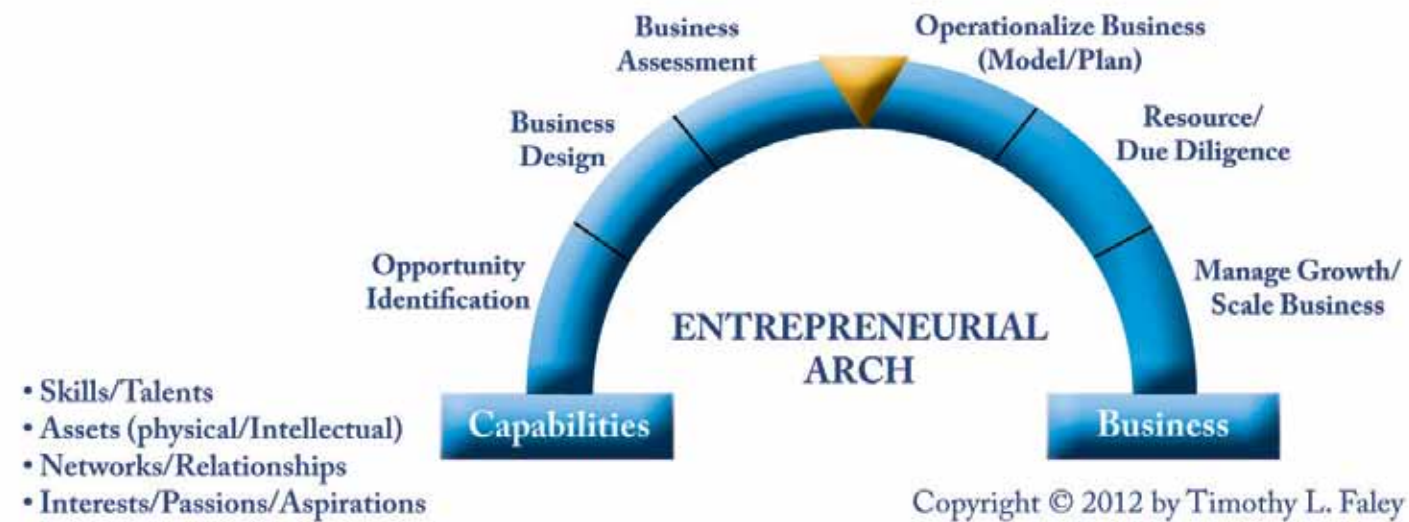 Business
Assessment
Operationalize Business
(Model/Plan)
Business
Design
Resource/
Due Diligence
Opportunity
Identification
Manage Growth/
Scale Business
ENTREPRENEURIAL
ARCH
• Skills/Talents
• Assets (physical/Intellectual)
• Networks/Relationships
• Interests/Passions/Aspirations
Capabilities
Business
Copyright © 2012 by Timothy L. Faley